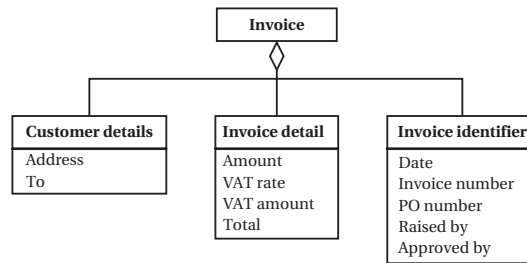 Invoice
Customer details
Address
To
Invoice detail
Amount
VAT rate
VAT amount
Total
Invoice identifier
Date
Invoice number
PO number
Raised by
Approved by